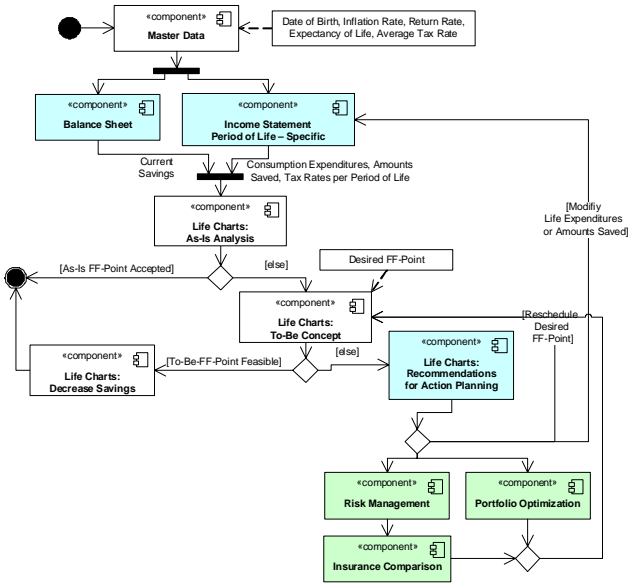 «component»
Master Data
Date of Birth, Inflation Rate, Return Rate,
Expectancy of Life, Average Tax Rate
«component»
Balance Sheet
«component»
Income Statement
Period of Life – Specific
Current
Savings
Consumption Expenditures, Amounts
Saved, Tax Rates per Period of Life
«component»
Life Charts:
As-Is Analysis
[Modifiy
Life Expenditures
or Amounts Saved]
[As-Is FF-Point Accepted]
[else]
Desired FF-Point
«component»
Life Charts:
To-Be Concept
[Reschedule
Desired
FF-Point]
«component»
Life Charts:
Decrease Savings
[To-Be-FF-Point Feasible]
[else]
«component»
Life Charts:
Recommendations
for Action Planning
«component»
Risk Management
«component»
Portfolio Optimization
«component»
Insurance Comparison